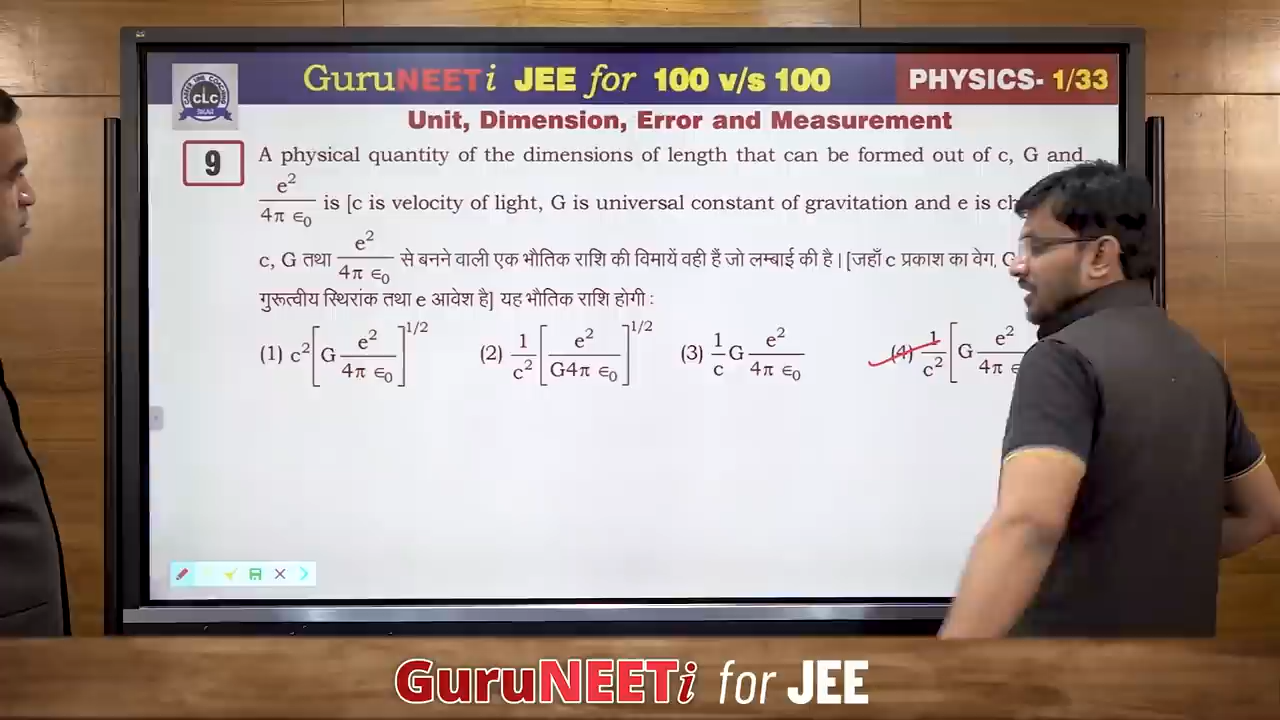 GuruNEETi JEE for 100 v/s 100
PHYSICS- 1/33
CLC
Unit, Dimension, Error and Measurement
9
A physical quantity of the dimensions of length that can be formed out of c, G and
e²/4π ∈₀ is [c is velocity of light, G is universal constant of gravitation and e is
c, G तथा e²/4π ∈₀ से बनने वाली एक भौतिक राशि की विमायें वही हैं जो लम्बाई की है। [जहाँ c प्रकाश का वेग, G
गुरूत्वीय स्थिरांक तथा e आवेश है] यह भौतिक राशि होगी :
(1) c²[G e²/4π ∈₀]^1/2 (2) 1/c² [e²/G4π ∈₀]^1/2 (3) 1/c G e²/4π ∈₀ (4) 1/c² [G e²/4π ∈
GuruNEETi for JEE